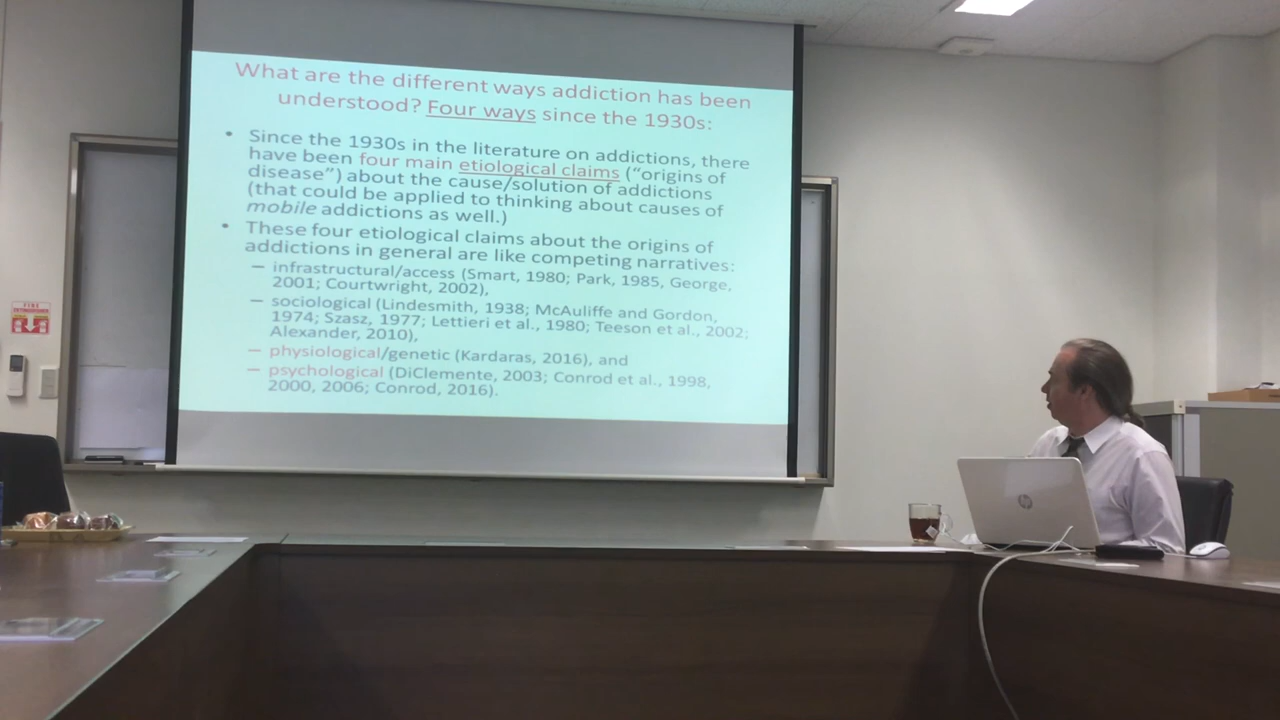 What are the different ways addiction has been
understood? Four ways since the 1930s:
• Since the 1930s in the literature on addictions, there
have been four main etiological claims (“origins of
disease”) about the cause/solution of addictions
(that could be applied to thinking about causes of
mobile addictions as well.)
• These four etiological claims about the origins of
addictions in general are like competing narratives:
– infrastructural/access (Smart, 1980; Park, 1985, George,
2001; Courtwright, 2002),
– sociological (Lindesmith, 1938; McAuliffe and Gordon,
1974; Szasz, 1977; Lettieri et al., 1980; Teeson et al., 2002;
Alexander, 2010),
– physiological/genetic (Kardaras, 2016), and
– psychological (DiClemente, 2003; Conrod et al., 1998,
2000, 2006; Conrod, 2016).
FIRE
EXTINGUISHER
hp